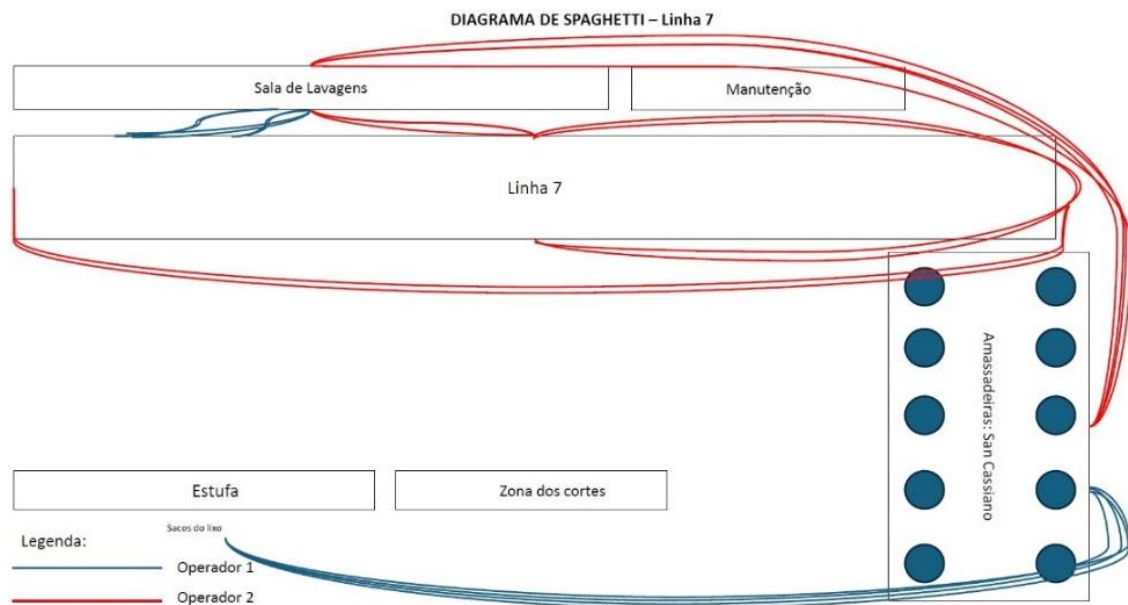 DIAGRAMA DE SPAGHETTI – Linha 7
Sala de Lavagens
Manutenção
Linha 7
Amassadeiras: San Cassiano
Estufa
Zona dos cortes
Sacos do lixo
Legenda:
Operador 1
Operador 2